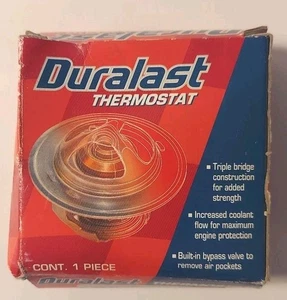 Duralast
THERMOSTAT
• Triple bridge
construction for
added
strength
• Increased coolant
flow for maximum
engine protection
• Built-in bypass valve to
remove air pockets
CONT. 1 PIECE
Duralast